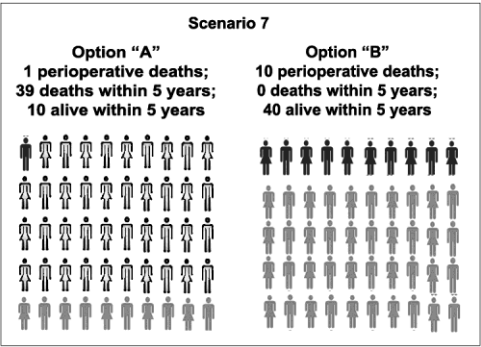 Scenario 7
Option “A”
1 perioperative deaths;
39 deaths within 5 years;
10 alive within 5 years
Option “B”
10 perioperative deaths;
0 deaths within 5 years;
40 alive within 5 years